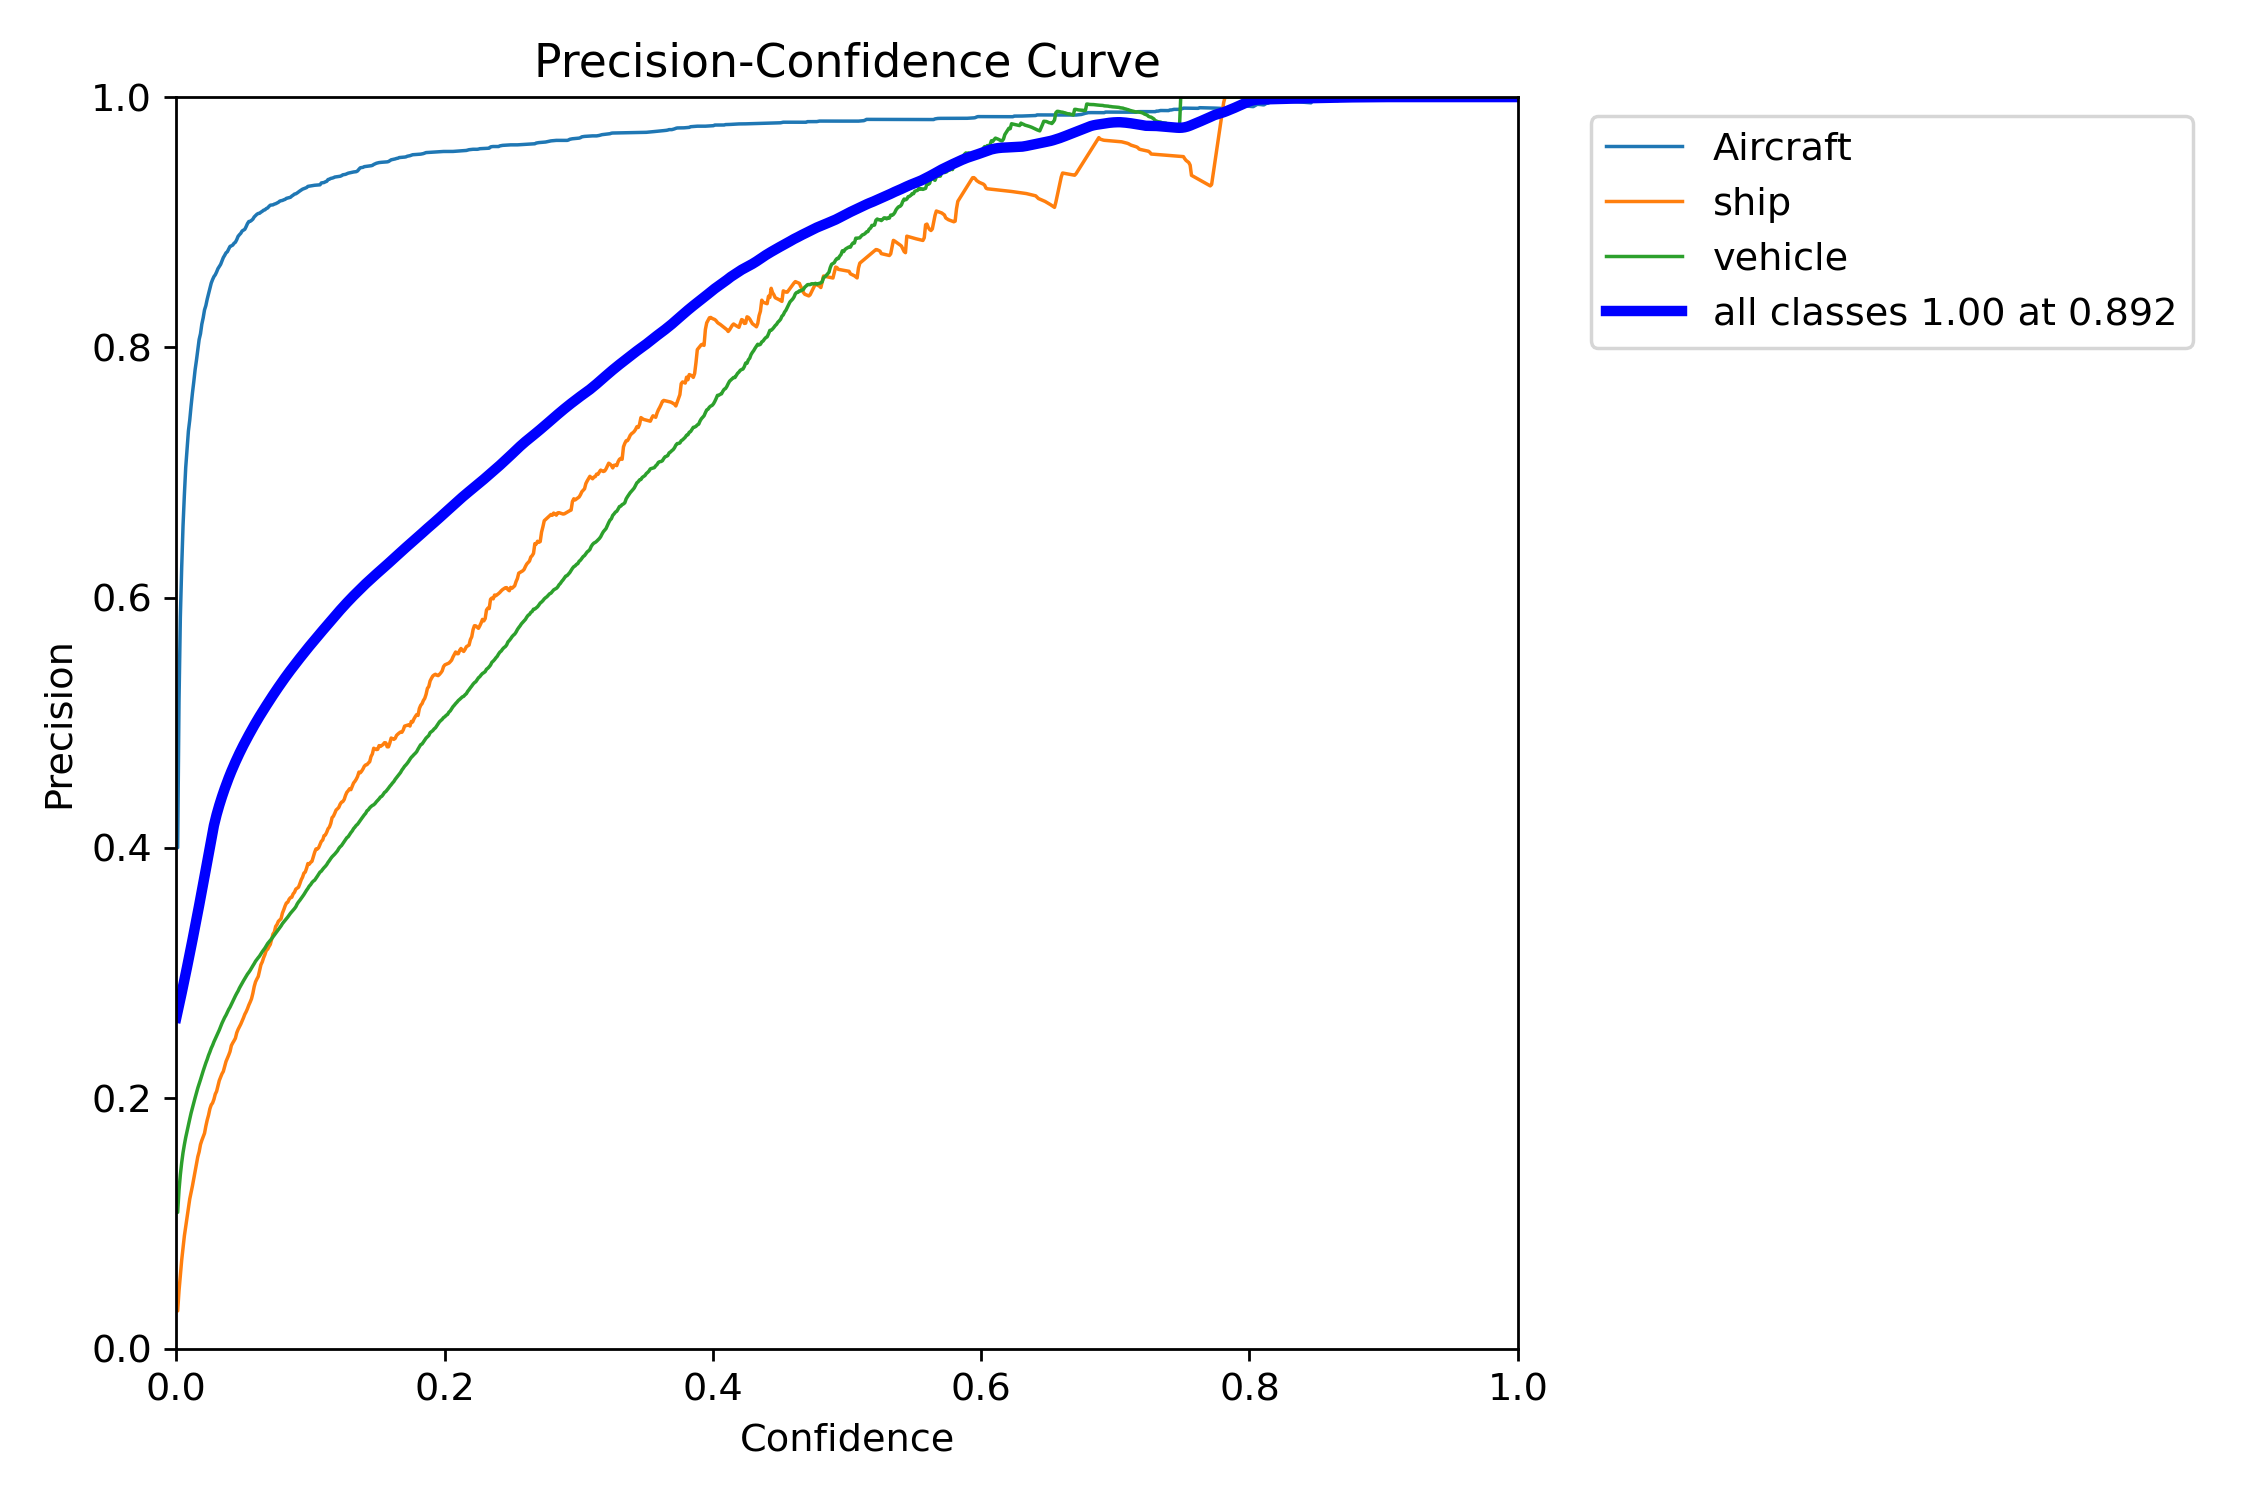 Precision-Confidence Curve
1.0
0.8
0.6
0.4
0.2
0.0
Precision
0.0 0.2 0.4 0.6 0.8 1.0
Confidence
Aircraft
ship
vehicle
all classes 1.00 at 0.892